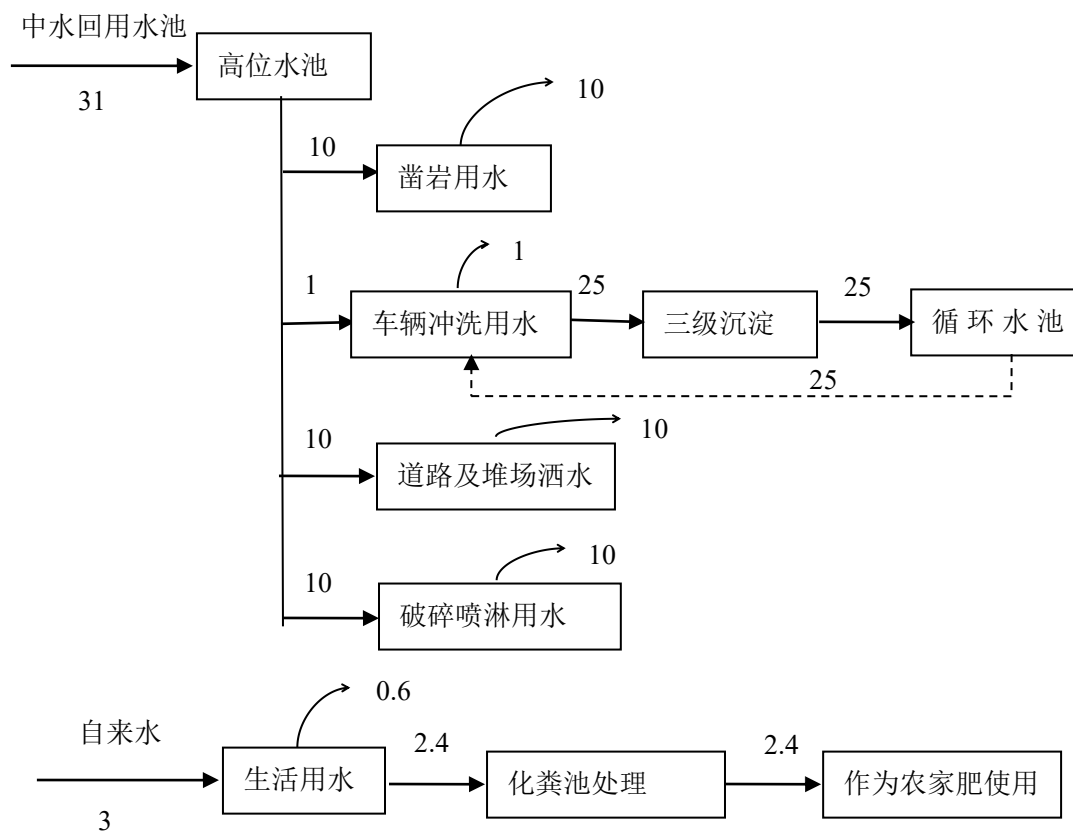 中水回用水池
高位水池
31
10
10
凿岩用水
1
1
车辆冲洗用水
25
三级沉淀
25
循环水池
25
10
10
道路及堆场洒水
10
10
破碎喷淋用水
0.6
自来水
3
生活用水
2.4
化粪池处理
2.4
作为农家肥使用